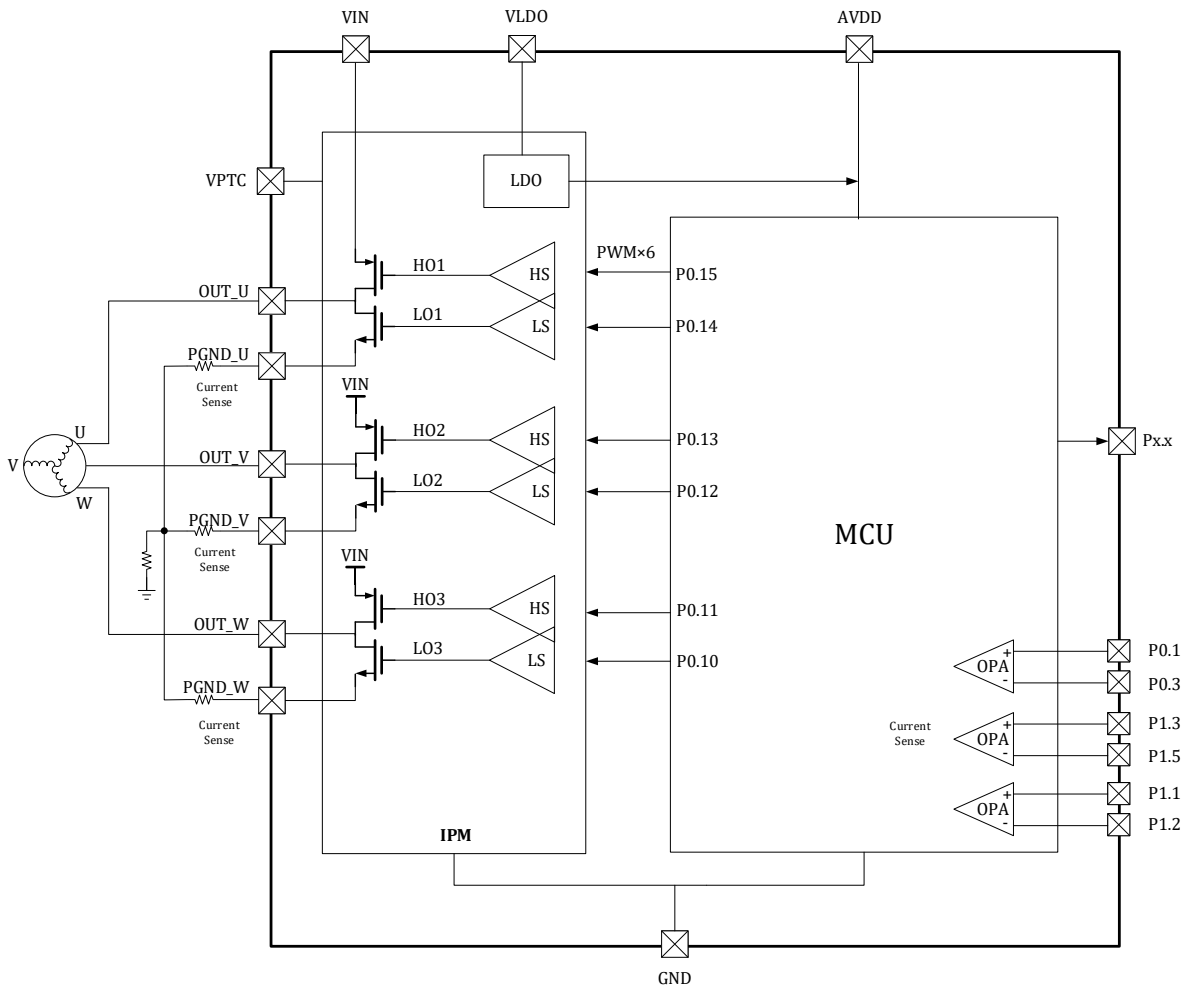 VIN
VLDO
AVDD
VPTC
LDO
PWM×6
HO1
HS
P0.15
OUT_U
LO1
LS
P0.14
PGND_U
Current
Sense
VIN
U
V
W
HO2
HS
P0.13
OUT_V
LO2
LS
P0.12
PGND_V
Current
Sense
VIN
Px.x
MCU
HO3
HS
P0.11
OUT_W
LO3
LS
P0.10
PGND_W
Current
Sense
+
OPA
-
P0.1
P0.3
Current
Sense
+
OPA
-
P1.3
P1.5
+
OPA
-
P1.1
P1.2
IPM
GND